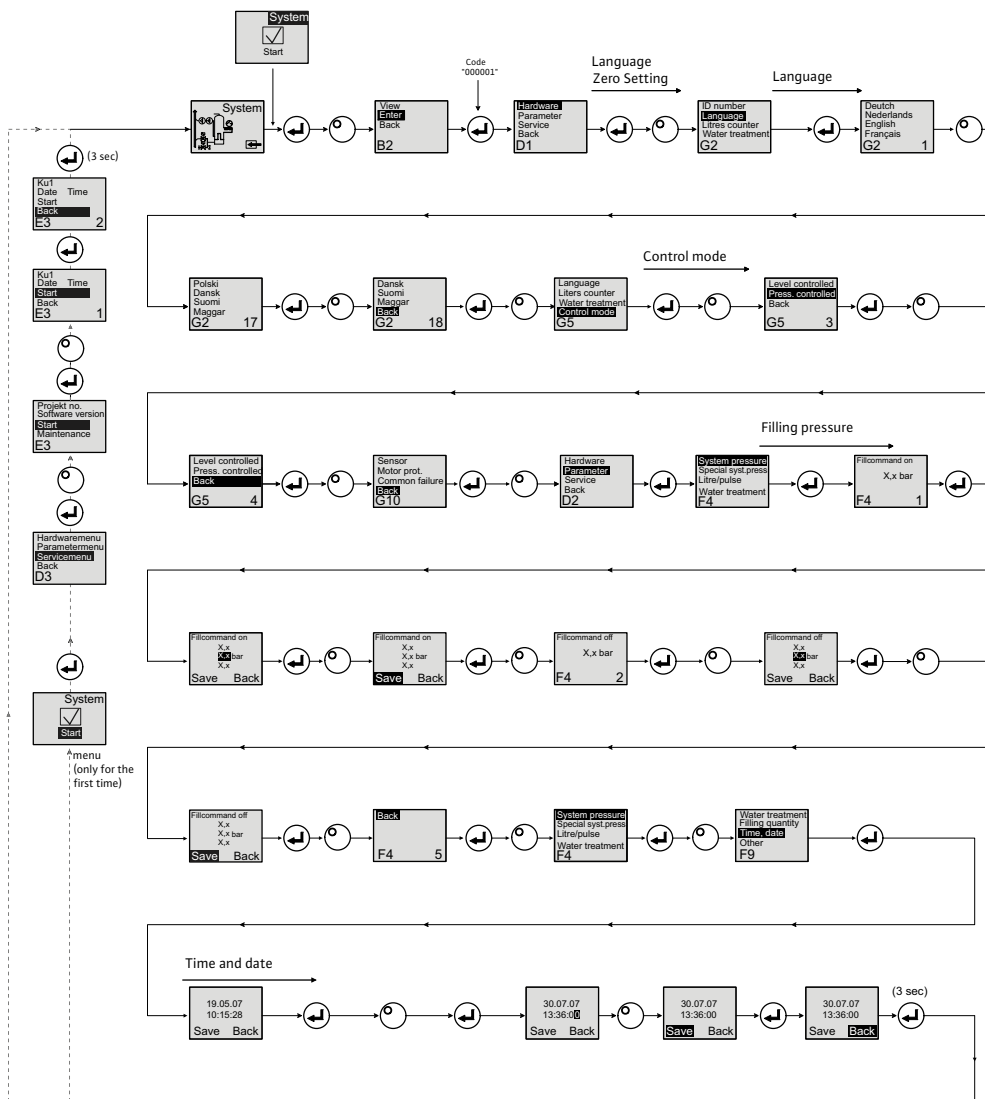 System
Start
Code
"000001"
Language
Zero Setting
Language
System
View
Enter
Back
B2
Hardware
Parameter
Service
Back
D1
ID number
Language
Litres counter
Water treatment
G2
Deutch
Nederlands
English
Français
G2 1
(3 sec)
Ku1
Date Time
Start
Back
E3 2
Ku1
Date Time
Start
Back
E3 1
Projekt no.
Software version
Start
Maintenance
E3
Hardwaremenu
Parametermenu
Servicemenu
Back
D3
System
Start
menu
(only for the
first time)
Control mode
Polski
Dansk
Suomi
Maggar
G2 17
Dansk
Suomi
Maggar
Back
G2 18
Language
Liters counter
Water treatment
Control mode
G5
Level controlled
Press. controlled
Back
G5 3
Filling pressure
Level controlled
Press. controlled
Back
G5 4
Sensor
Motor prot.
Common failure
Back
G10
Hardware
Parameter
Service
Back
D2
System pressure
Special syst.press
Litre/pulse
Water treatment
F4
Fillcommand on
X,x bar
F4 1
Fillcommand on
X,x
X,x bar
X,x
Save Back
Fillcommand on
X,x
X,x bar
X,x
Save Back
Fillcommand off
X,x bar
F4 2
Fillcommand off
X,x
X,x bar
X,x
Save Back
Fillcommand off
X,x
X,x bar
X,x
Save Back
Back
F4 5
System pressure
Special syst.press
Litre/pulse
Water treatment
F4
Water treatment
Filling quantity
Time, date
Other
F9
Time and date
19.05.07
10:15:28
Save Back
30.07.07
13:36:00
Save Back
30.07.07
13:36:00
Save Back
30.07.07
13:36:00
Save Back
(3 sec)